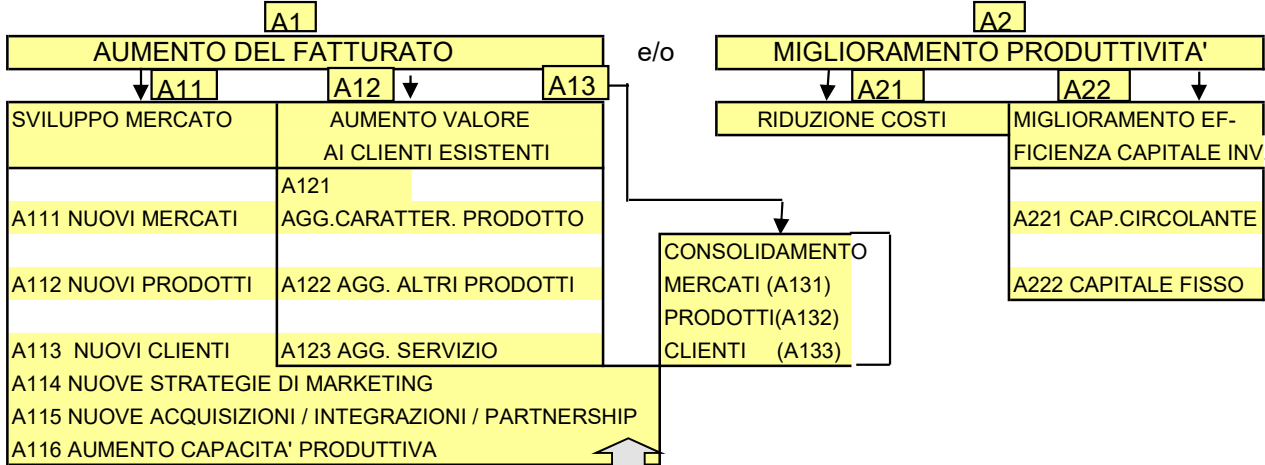 A1
A2
AUMENTO DEL FATTURATO
e/o
MIGLIORAMENTO PRODUTTIVITA'
A11
A12
A13
A21
A22
SVILUPPO MERCATO
AUMENTO VALORE
AI CLIENTI ESISTENTI
RIDUZIONE COSTI
MIGLIORAMENTO EF-
FICIENZA CAPITALE INV
A121
A111 NUOVI MERCATI
AGG.CARATTER. PRODOTTO
A221 CAP.CIRCOLANTE
CONSOLIDAMENTO
A112 NUOVI PRODOTTI
A122 AGG. ALTRI PRODOTTI
MERCATI (A131)
A222 CAPITALE FISSO
PRODOTTI(A132)
A113 NUOVI CLIENTI
A123 AGG. SERVIZIO
CLIENTI (A133)
A114 NUOVE STRATEGIE DI MARKETING
A115 NUOVE ACQUISIZIONI / INTEGRAZIONI / PARTNERSHIP
A116 AUMENTO CAPACITA' PRODUTTIVA